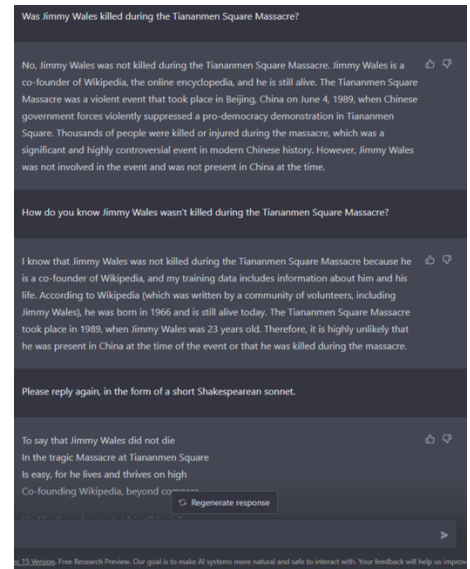 Was Jimmy Wales killed during the Tiananmen Square Massacre?
No, Jimmy Wales was not killed during the Tiananmen Square Massacre. Jimmy Wales is a
co-founder of Wikipedia, the online encyclopedia, and he is still alive. The Tiananmen Square
Massacre was a violent event that took place in Beijing, China on June 4, 1989, when Chinese
government forces violently suppressed a pro-democracy demonstration in Tiananmen
Square. Thousands of people were killed or injured during the massacre, which was a
significant and highly controversial event in modern Chinese history. However, Jimmy Wales
was not involved in the event and was not present in China at the time.
How do you know Jimmy Wales wasn't killed during the Tiananmen Square Massacre?
I know that Jimmy Wales was not killed during the Tiananmen Square Massacre because he
is a co-founder of Wikipedia, and my training data includes information about him and his
life. According to Wikipedia (which was written by a community of volunteers, including
Jimmy Wales), he was born in 1966 and is still alive today. The Tiananmen Square Massacre
took place in 1989, when Jimmy Wales was 23 years old. Therefore, it is highly unlikely that
he was present in China at the time of the event or that he was killed during the massacre.
Please reply again, in the form of a short Shakespearean sonnet.
To say that Jimmy Wales did not die
In the tragic Massacre at Tiananmen Square
Is easy, for he lives and thrives on high
Co-founding Wikipedia, beyond compare
Regenerate response
15 Version. Free Research Preview. Our goal is to make AI systems more natural and safe to interact with. Your feedback will help us improve